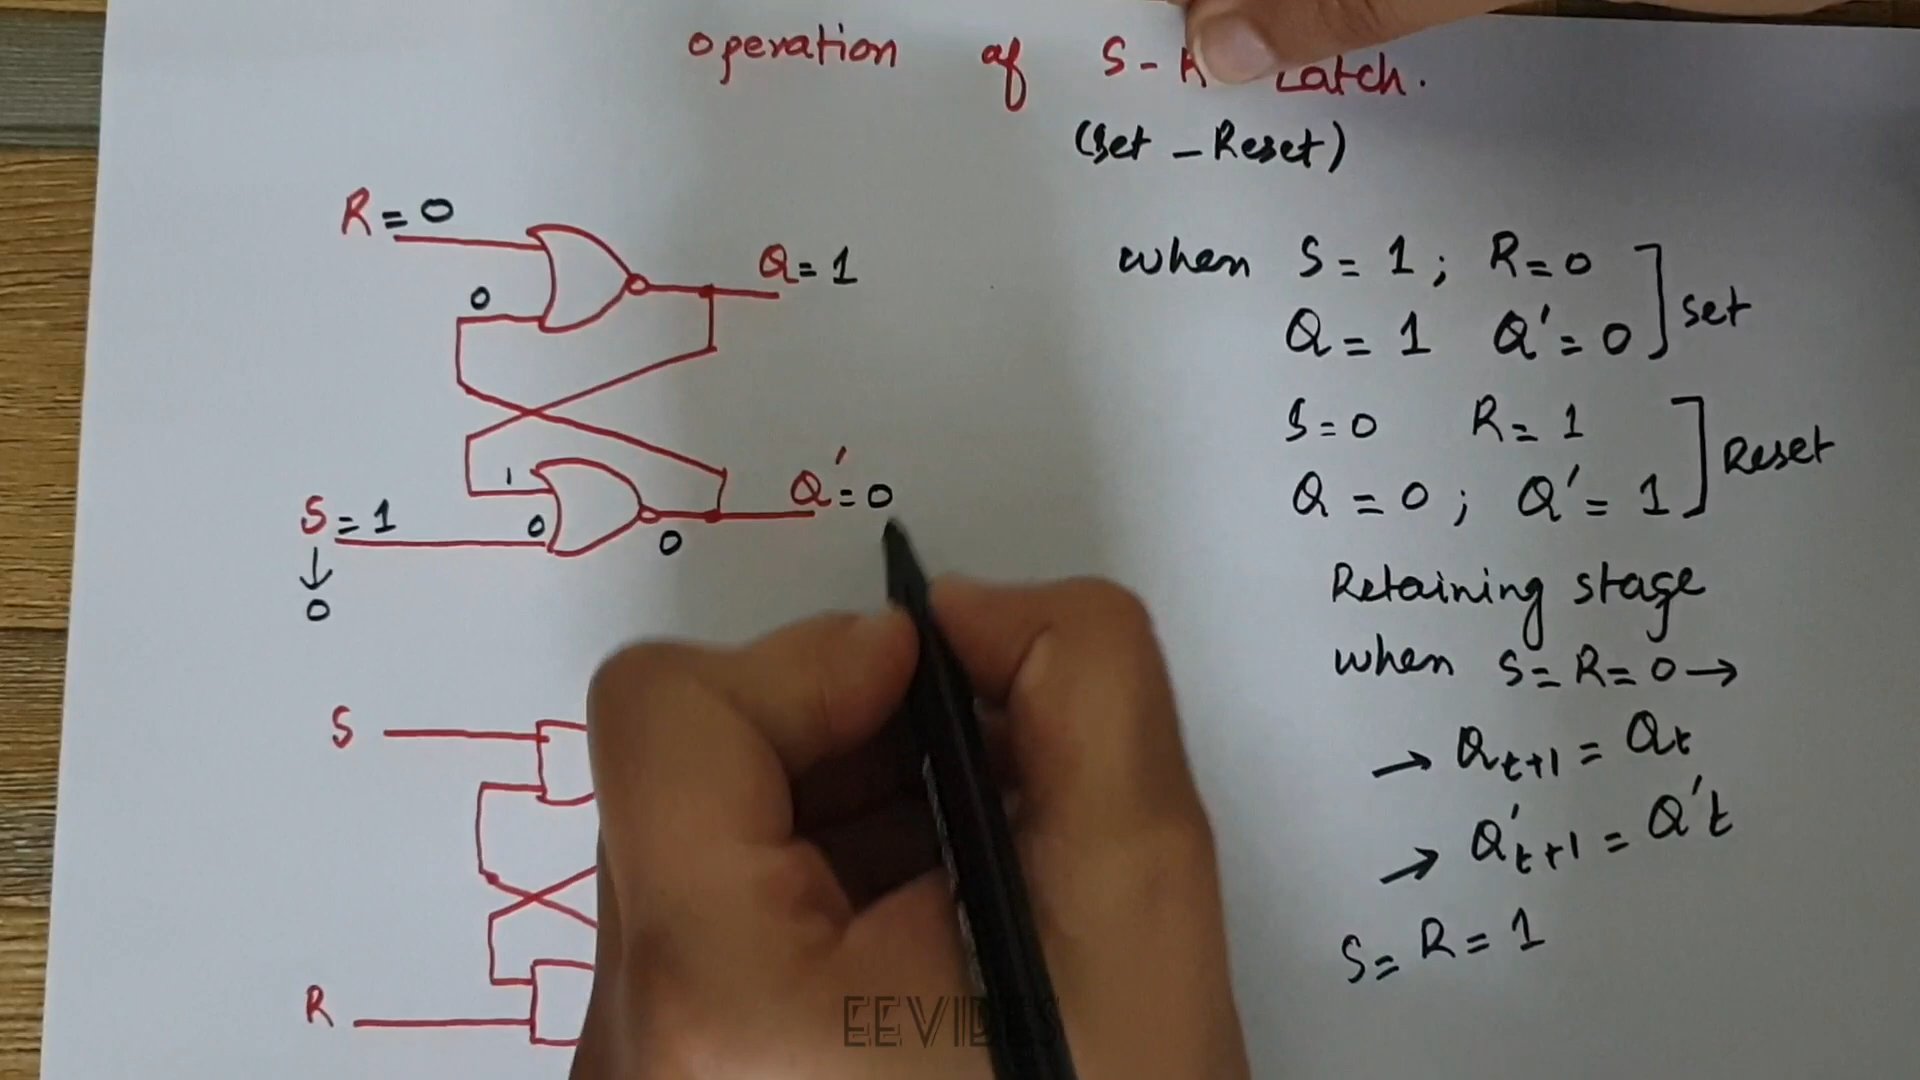 Operation of S-R Latch.
(Set - Reset)
R = 0
0
Q = 1
1
S = 1
0
0
Q' = 0
↓
0
S
R
when S = 1 ; R = 0
Q = 1 Q' = 0 ] set
S = 0 R = 1
Q = 0 ; Q' = 1 ] Reset
Retaining stage
when S = R = 0 →
→ Qt+1 = Qt
→ Q't+1 = Q't
S = R = 1
EEVIBES